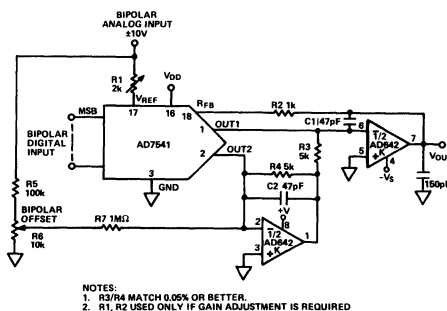 BIPOLAR
ANALOG INPUT
±10V
R1
2k
VDD
VREF
17
16
RFB
18
R2 1k
C1 47pF
MSB
BIPOLAR
DIGITAL
INPUT
AD7541
OUT1
1
OUT2
2
3
GND
R3
5k
R4 5k
C2 47pF
+V
8
6
1/2
AD642
+K
5
4
-VS
7
VOUT
150pF
R5
100k
BIPOLAR
OFFSET
R6
10k
R7 1MΩ
2
1/2
AD642
+K
3
1
NOTES:
1. R3/R4 MATCH 0.05% OR BETTER.
2. R1, R2 USED ONLY IF GAIN ADJUSTMENT IS REQUIRED